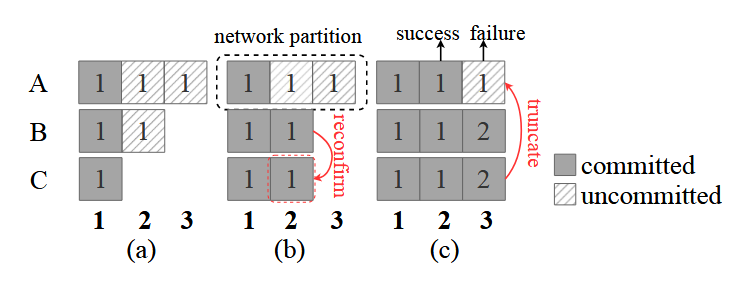 success failure
network partition
A 1 1 1 1 1 1 1 1 1
B 1 1 1 1 1 1 2
C 1 1 1 1 1 2
reconfirm
truncate
committed
uncommitted
1 2 3 1 2 3 1 2 3
(a) (b) (c)